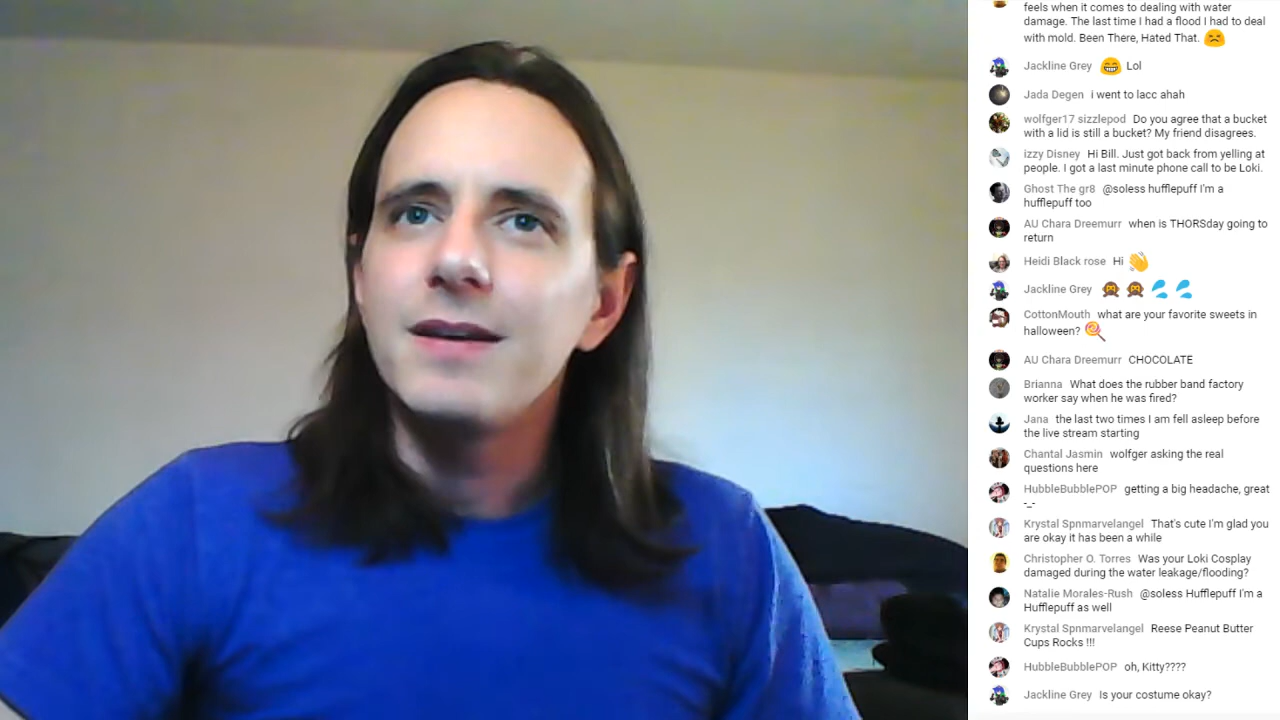 feels when it comes to dealing with water
damage. The last time I had a flood I had to deal
with mold. Been There, Hated That.
Jackline Grey Lol
Jada Degen i went to lacc ahah
wolfger17 sizzlepod Do you agree that a bucket
with a lid is still a bucket? My friend disagrees.
izzy Disney Hi Bill. Just got back from yelling at
people. I got a last minute phone call to be Loki.
Ghost The gr8 @soless hufflepuff I'm a
hufflepuff too
AU Chara Dreemurr when is THORSday going to
return
Heidi Black rose Hi
Jackline Grey
CottonMouth what are your favorite sweets in
halloween?
AU Chara Dreemurr CHOCOLATE
Brianna What does the rubber band factory
worker say when he was fired?
Jana the last two times I am fell asleep before
the live stream starting
Chantal Jasmin wolfger asking the real
questions here
HubbleBubblePOP getting a big headache, great
-_-
Krystal Spnmarvelangel That's cute I'm glad you
are okay it has been a while
Christopher O. Torres Was your Loki Cosplay
damaged during the water leakage/flooding?
Natalie Morales-Rush @soless Hufflepuff I'm a
Hufflepuff as well
Krystal Spnmarvelangel Reese Peanut Butter
Cups Rocks !!!
HubbleBubblePOP oh, Kitty????
Jackline Grey Is your costume okay?